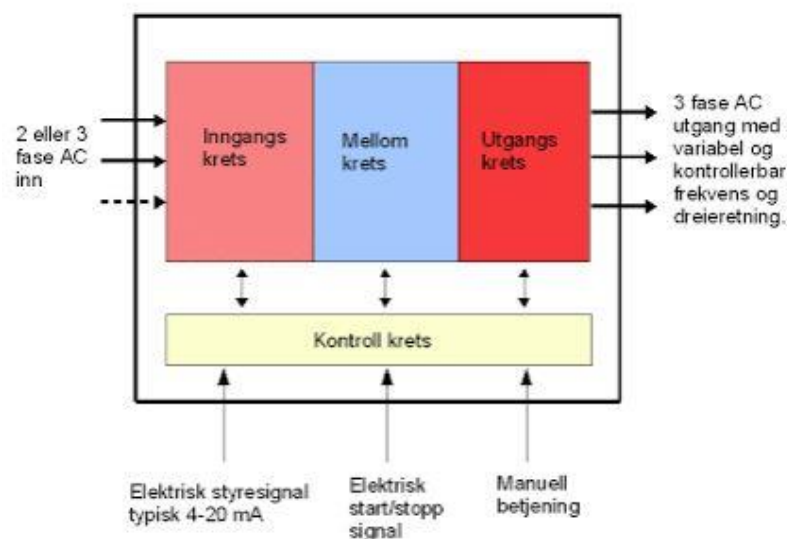 2 eller 3
fase AC
inn
Inngangs
krets
Mellom
krets
Utgangs
krets
3 fase AC
utgang med
variabel og
kontrollerbar
frekvens og
dreieretning.
Kontroll krets
Elektrisk styresignal
typisk 4-20 mA
Elektrisk
start/stopp
signal
Manuell
betjening